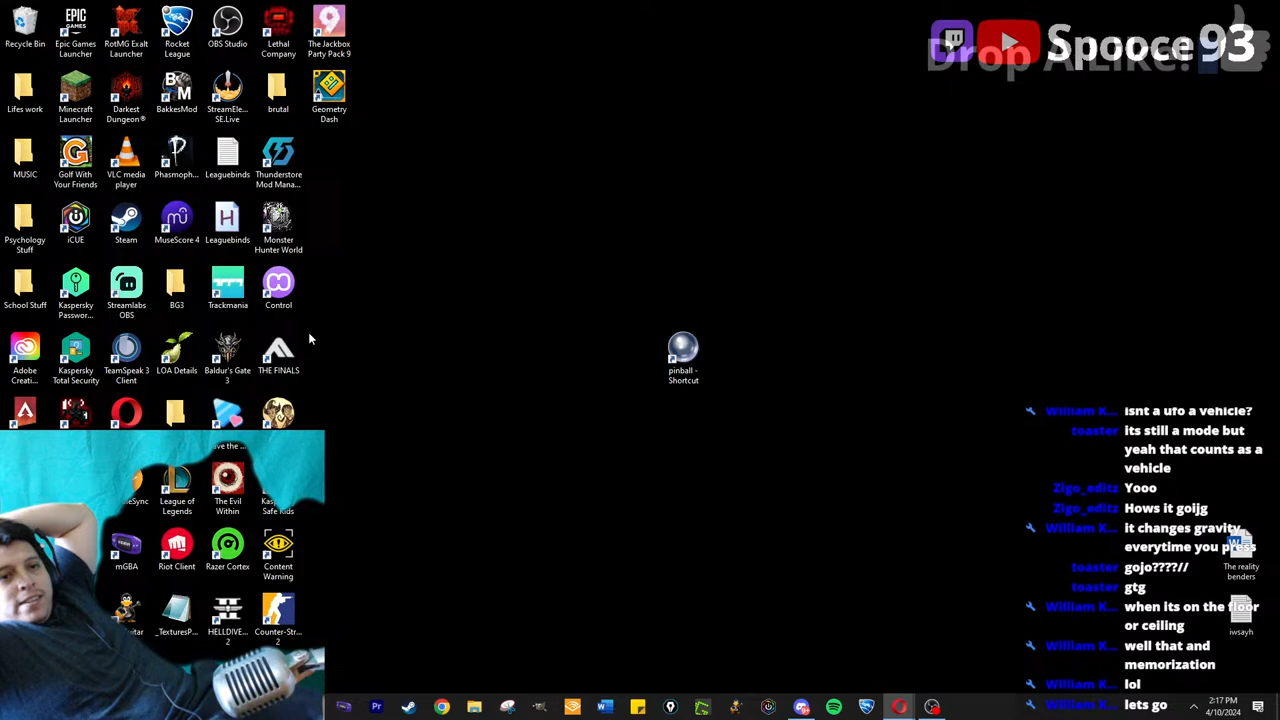 Recycle Bin
Epic Games
Launcher
RotMG Exalt
Launcher
Rocket
League
OBS Studio
Lethal
Company
The Jackbox
Party Pack 9
Lifes work
Minecraft
Launcher
Darkest
Dungeon®
BakkesMod
StreamEle...
SE.Live
brutal
Geometry
Dash
MUSIC
Golf With
Your Friends
VLC media
player
Phasmoph...
Leaguebinds
Thunderstore
Mod Mana...
Psychology
Stuff
iCUE
Steam
MuseScore 4
Leaguebinds
Monster
Hunter World
School Stuff
Kaspersky
Passwor...
Streamlabs
OBS
BG3
Trackmania
Control
Adobe
Creati...
Kaspersky
Total Security
TeamSpeak 3
Client
LOA Details
Baldur's Gate
3
THE FINALS
League of
Legends
The Evil
Within
Safe Kids
mGBA
Riot Client
Razer Cortex
Content
Warning
_TexturesP...
HELLDIVE...
2
Counter-Str...
2
pinball -
Shortcut
Spooce93
Drop A Like!
William K... isnt a ufo a vehicle?
toaster its still a mode but
yeah that counts as a
vehicle
Zigo_editz Yooo
Zigo_editz Hows it goijg
William K... it changes gravity
everytime you press
toaster gojo????//
toaster gtg
William K... when its on the floor
or ceiling
William K... well that and
memorization
William K... lol
William K... lets go
The reality
benders
iwsayh
2:17 PM
4/10/2024